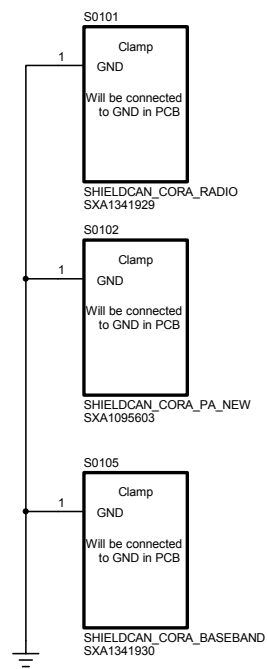 S0101
Clamp
1
GND
Will be connected
to GND in PCB
SHIELDCAN_CORA_RADIO
SXA1341929
S0102
Clamp
1
GND
Will be connected
to GND in PCB
SHIELDCAN_CORA_PA_NEW
SXA1095603
S0105
Clamp
1
GND
Will be connected
to GND in PCB
SHIELDCAN_CORA_BASEBAND
SXA1341930